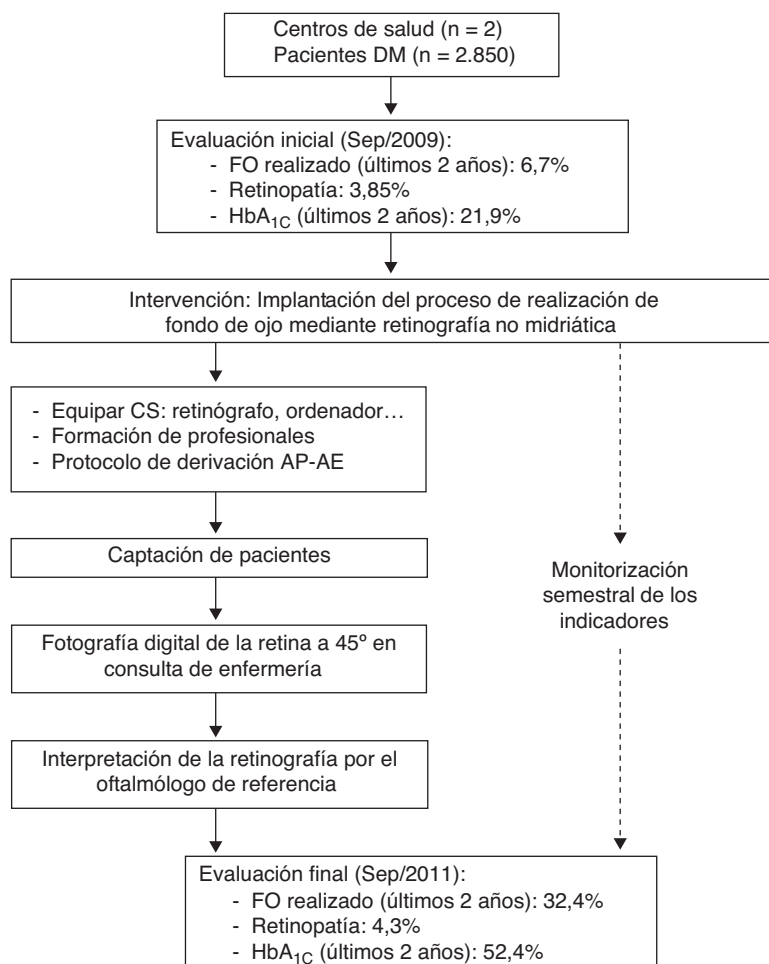 Centros de salud (n = 2)
Pacientes DM (n = 2.850)
Evaluación inicial (Sep/2009):
- FO realizado (últimos 2 años): 6,7%
- Retinopatía: 3,85%
- HbA1C (últimos 2 años): 21,9%
Intervención: Implantación del proceso de realización de
fondo de ojo mediante retinografía no midriática
- Equipar CS: retinógrafo, ordenador…
- Formación de profesionales
- Protocolo de derivación AP-AE
Captación de pacientes
Fotografía digital de la retina a 45º en
consulta de enfermería
Interpretación de la retinografía por el
oftalmólogo de referencia
Monitorización
semestral de los
indicadores
Evaluación final (Sep/2011):
- FO realizado (últimos 2 años): 32,4%
- Retinopatía: 4,3%
- HbA1C (últimos 2 años): 52,4%